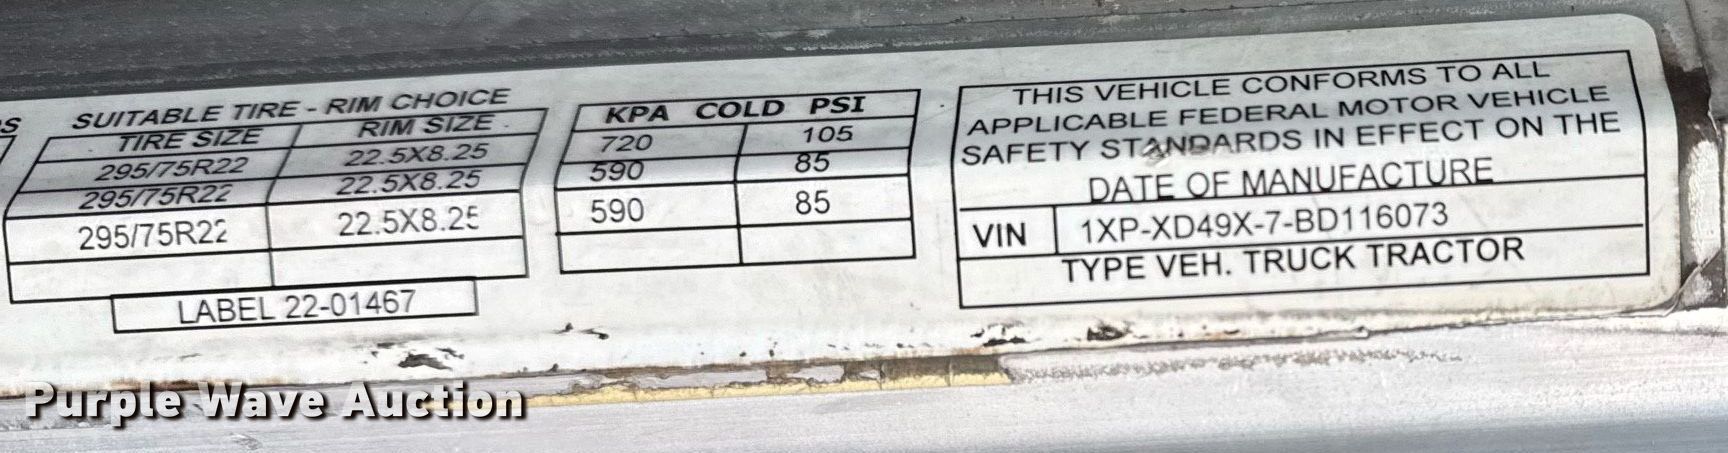 SUITABLE TIRE - RIM CHOICE
TIRE SIZE RIM SIZE
295/75R22 22.5X8.25
295/75R22 22.5X8.25
295/75R22 22.5X8.25
LABEL 22-01467
KPA COLD PSI
720 105
590 85
590 85
THIS VEHICLE CONFORMS TO ALL
APPLICABLE FEDERAL MOTOR VEHICLE
SAFETY STANDARDS IN EFFECT ON THE
DATE OF MANUFACTURE
VIN 1XP-XD49X-7-BD116073
TYPE VEH. TRUCK TRACTOR
Purple Wave Auction